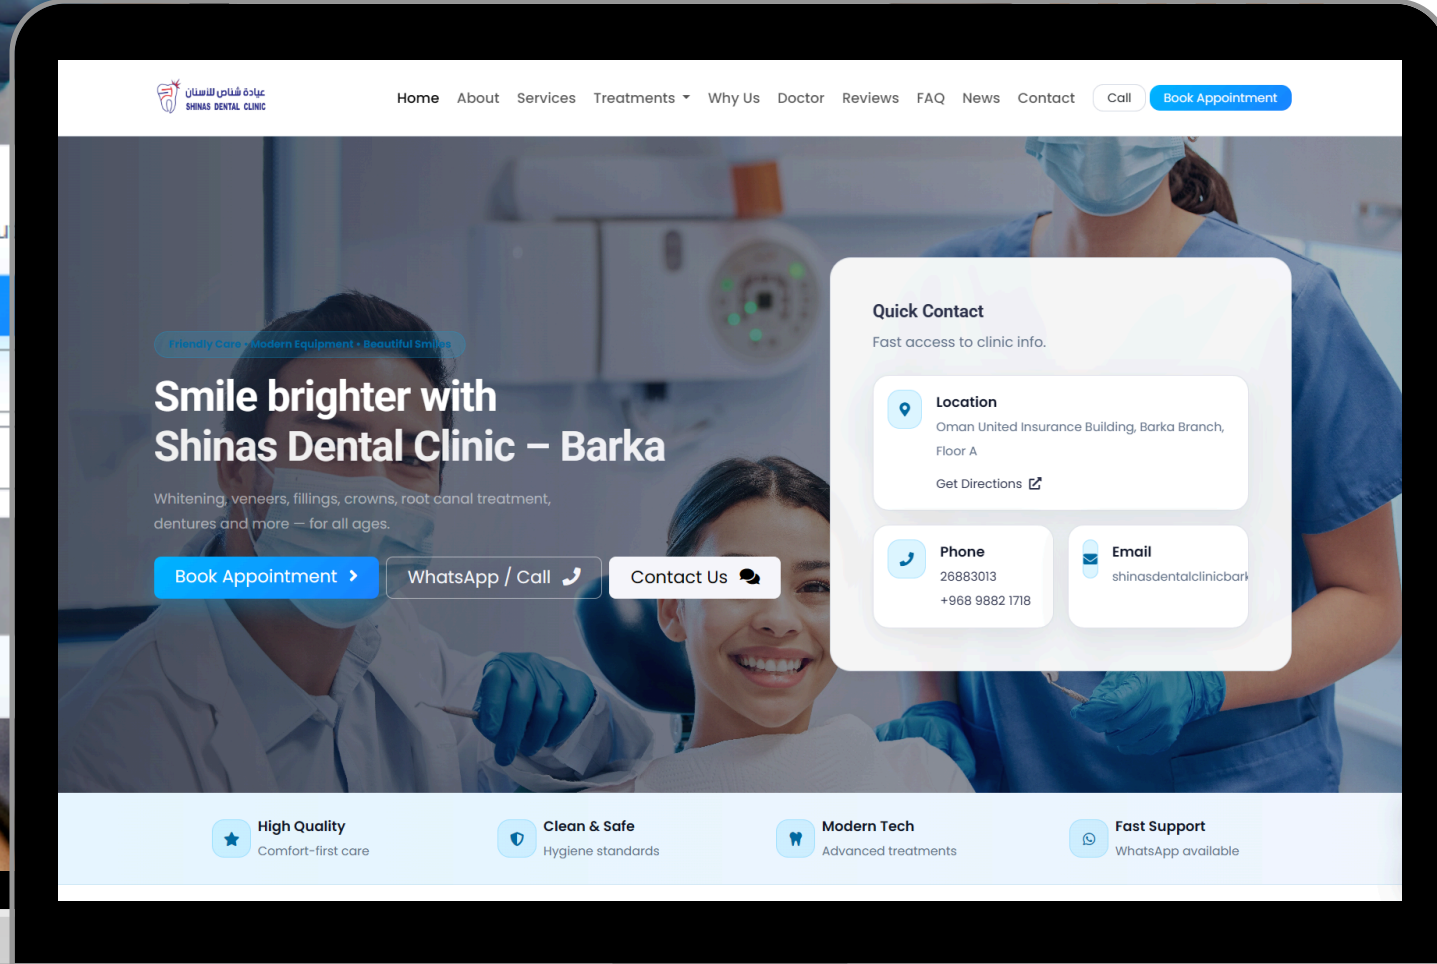 عيادة شناص للأسنان
SHINAS DENTAL CLINIC
Home About Services Treatments Why Us Doctor Reviews FAQ News Contact Call Book Appointment
Friendly Care • Modern Equipment • Beautiful Smiles
Smile brighter with
Shinas Dental Clinic – Barka
Whitening, veneers, fillings, crowns, root canal treatment,
dentures and more — for all ages.
Book Appointment
WhatsApp / Call
Contact Us
Quick Contact
Fast access to clinic info.
Location
Oman United Insurance Building, Barka Branch,
Floor A
Get Directions
Phone
26883013
+968 9882 1718
Email
shinasdentalclinicbark
High Quality
Comfort-first care
Clean & Safe
Hygiene standards
Modern Tech
Advanced treatments
Fast Support
WhatsApp available